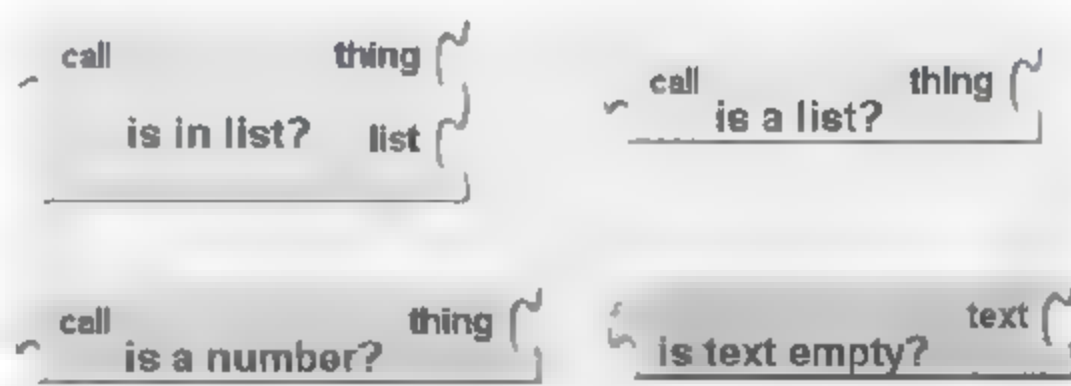 call thing
is in list? list
call thing
is a list?
call thing
is a number?
text
is text empty?